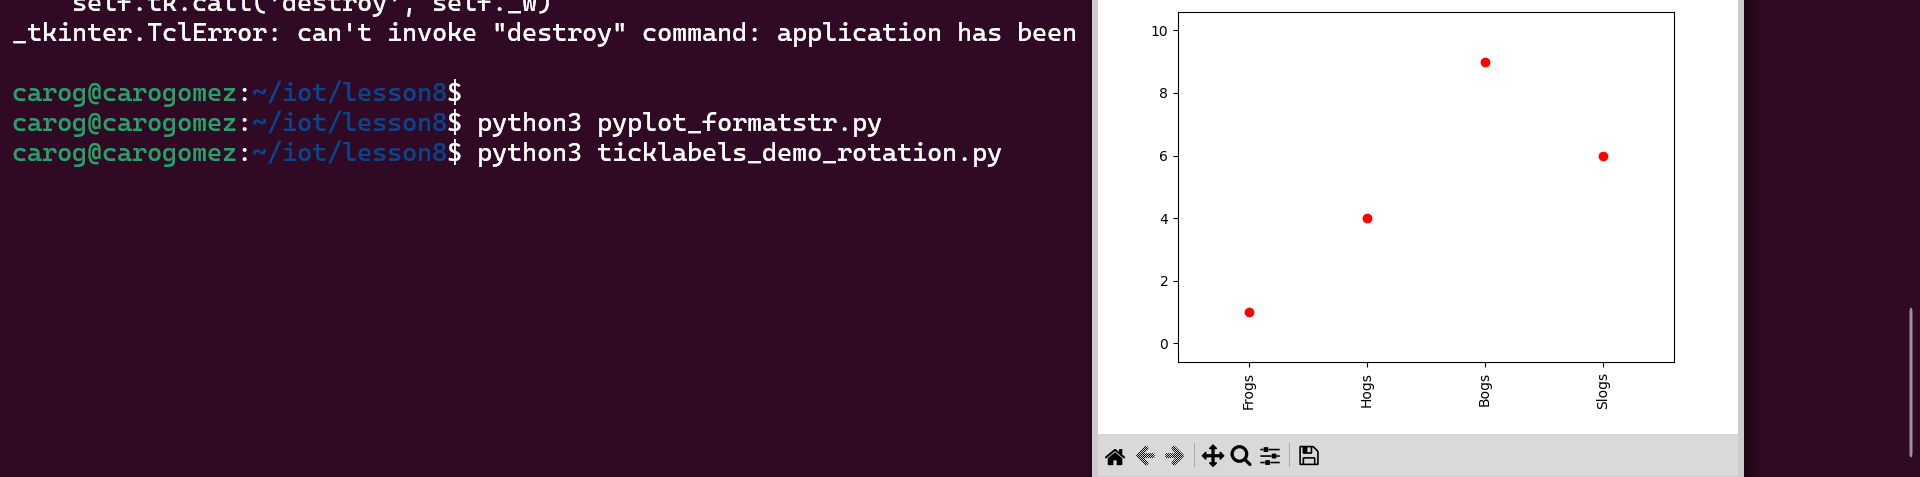 self.tk.call('destroy', self._w)
_tkinter.TclError: can't invoke "destroy" command: application has been
carog@carogomez:~/iot/lesson8$
carog@carogomez:~/iot/lesson8$ python3 pyplot_formatstr.py
carog@carogomez:~/iot/lesson8$ python3 ticklabels_demo_rotation.py
10
8
6
4
2
0
Frogs
Hogs
Bogs
Slogs